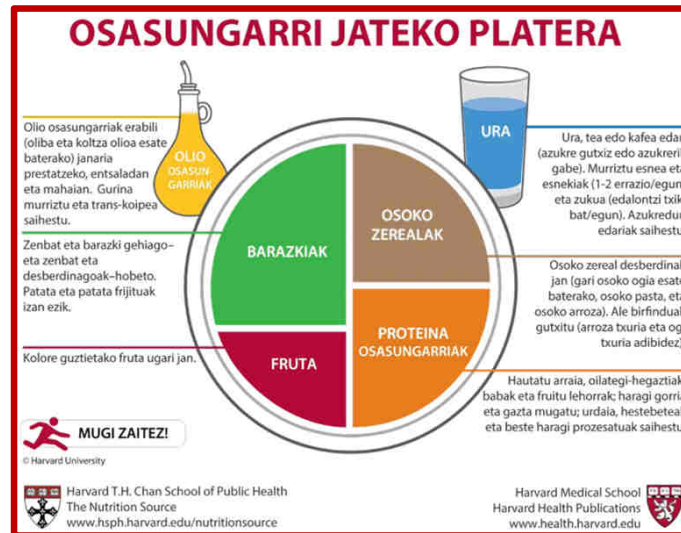 OSASUNGARRI JATEKO PLATERA
Olio osasungarriak erabili
(oliba eta koltza olioa esate
baterako) janaria
prestatzeko, entsaladan
eta mahaian. Gurina
murriztu eta trans-koipea
saihestu.
OLIO
OSASUN-
GARRIAK
Zenbat eta barazki gehiago–
eta zenbat eta
desberdinagoak–hobeto.
Patata eta patata frijituak
izan ezik.
Kolore guztietako fruta ugari jan.
BARAZKIAK
FRUTA
OSOKO
ZEREALAK
PROTEINA
OSASUNGARRIAK
URA
Ura, tea edo kafea edan
(azukre gutxiz edo azukreri
gabe). Murriztu esnea eta
esnekiak (1-2 errazio/egun
eta zukua (edalontzi txik
bat/egun). Azukredun
edariak saihestu
Osoko zereal desberdinak
jan (gari osoko ogia esate
baterako, osoko pasta, eta
osoko arroza). Ale birfinduak
gutxitu (arroza txuria eta og
txuria adibidez)
Hautatu arraia, oilategi-hegaztiak
babak eta fruitu lehorrak; haragi gorria
eta gazta mugatu; urdaia, hestebeteak
eta beste haragi prozesatuak saihestu
MUGI ZAITEZ!
© Harvard University
Harvard T.H. Chan School of Public Health
The Nutrition Source
www.hsph.harvard.edu/nutritionsource
Harvard Medical School
Harvard Health Publications
www.health.harvard.edu